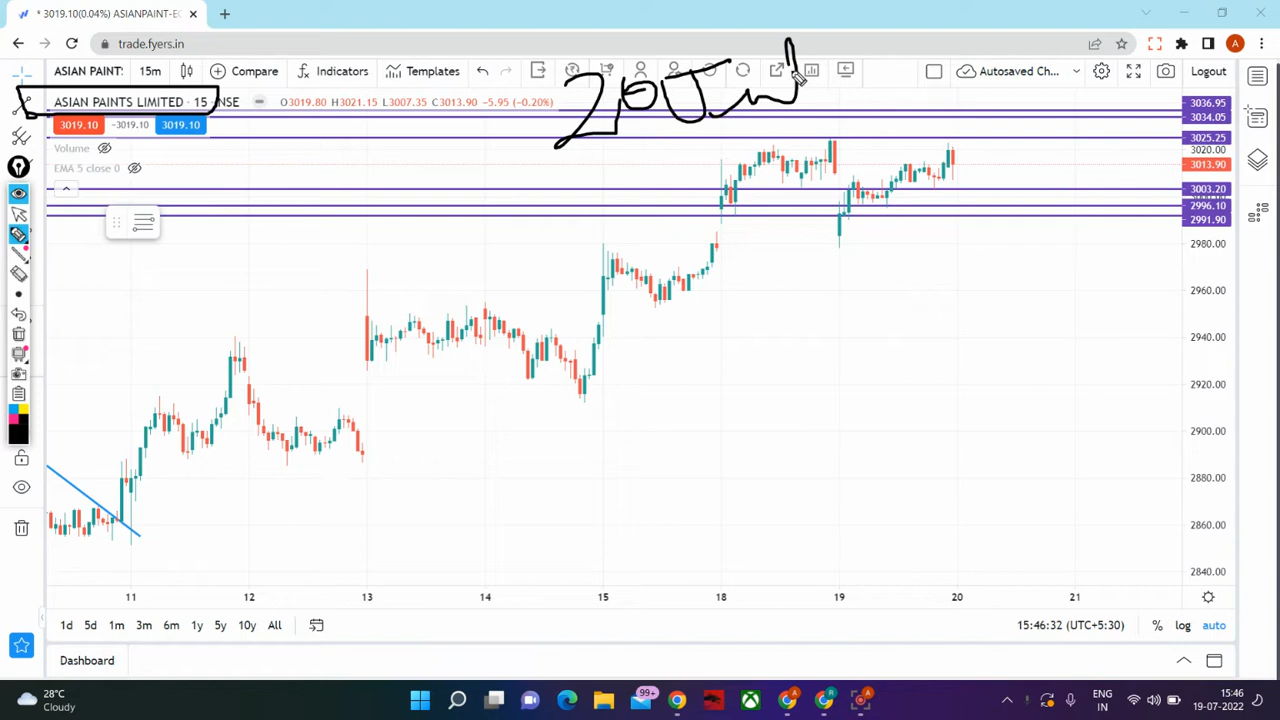 * 3019.10(0.04%) ASIANPAINT-E
trade.fyers.in
ASIAN PAINT: 15m Compare Indicators Templates Autosaved Cha... Logout
ASIAN PAINTS LIMITED · 15 NSE O3019.80 H3021.15 L3007.35 C3013.90 -5.95 (-0.20%)
3019.10 -3019.10 3019.10
Volume
EMA 5 close 0
3036.95
3034.05
3025.25
3020.00
3013.90
3003.20
2996.10
2991.90
2980.00
2960.00
2940.00
2920.00
2900.00
2880.00
2860.00
2840.00
11 12 13 14 15 18 19 20 21
1d 5d 1m 3m 6m 1y 5y 10y All 15:46:32 (UTC+5:30) % log auto
Dashboard
28°C
Cloudy
99+
A
R
ENG
IN
15:46
19-07-2022